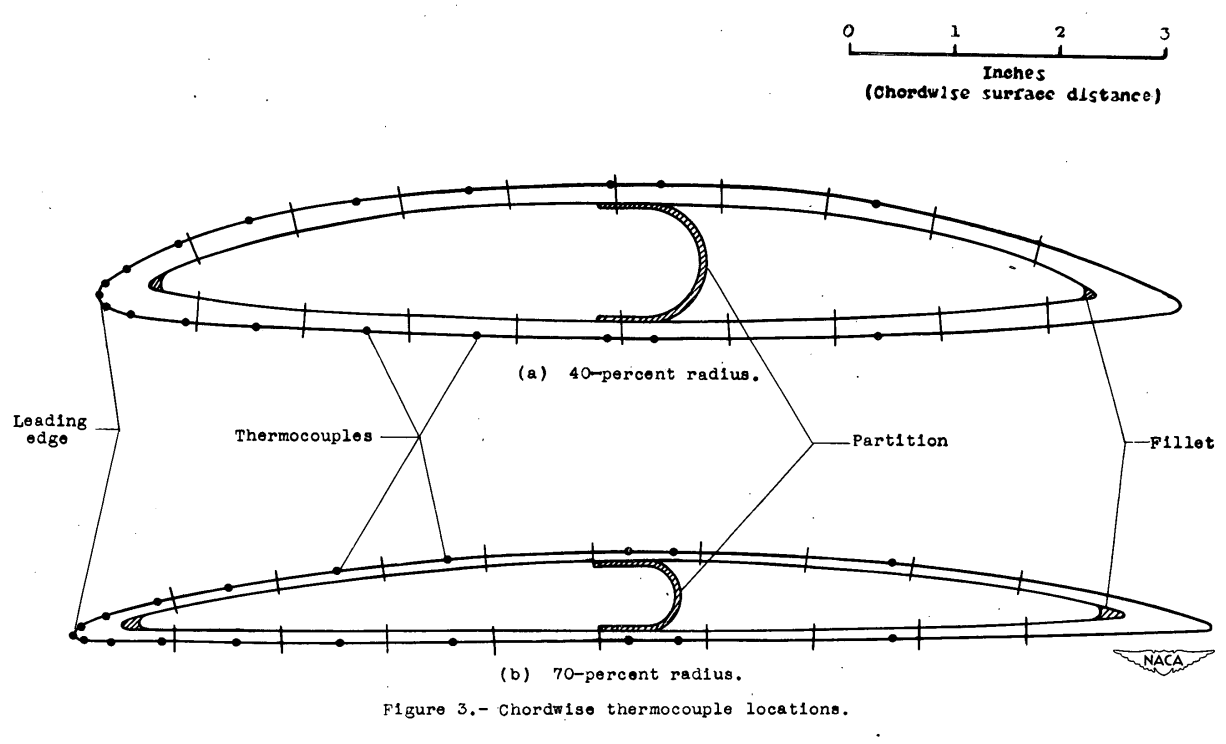 0 1 2 3
Inches
(Chordwise surface distance)
(a) 40-percent radius.
Leading
edge
Thermocouples
Partition
Fillet
(b) 70-percent radius.
NACA
Figure 3.- Chordwise thermocouple locations.